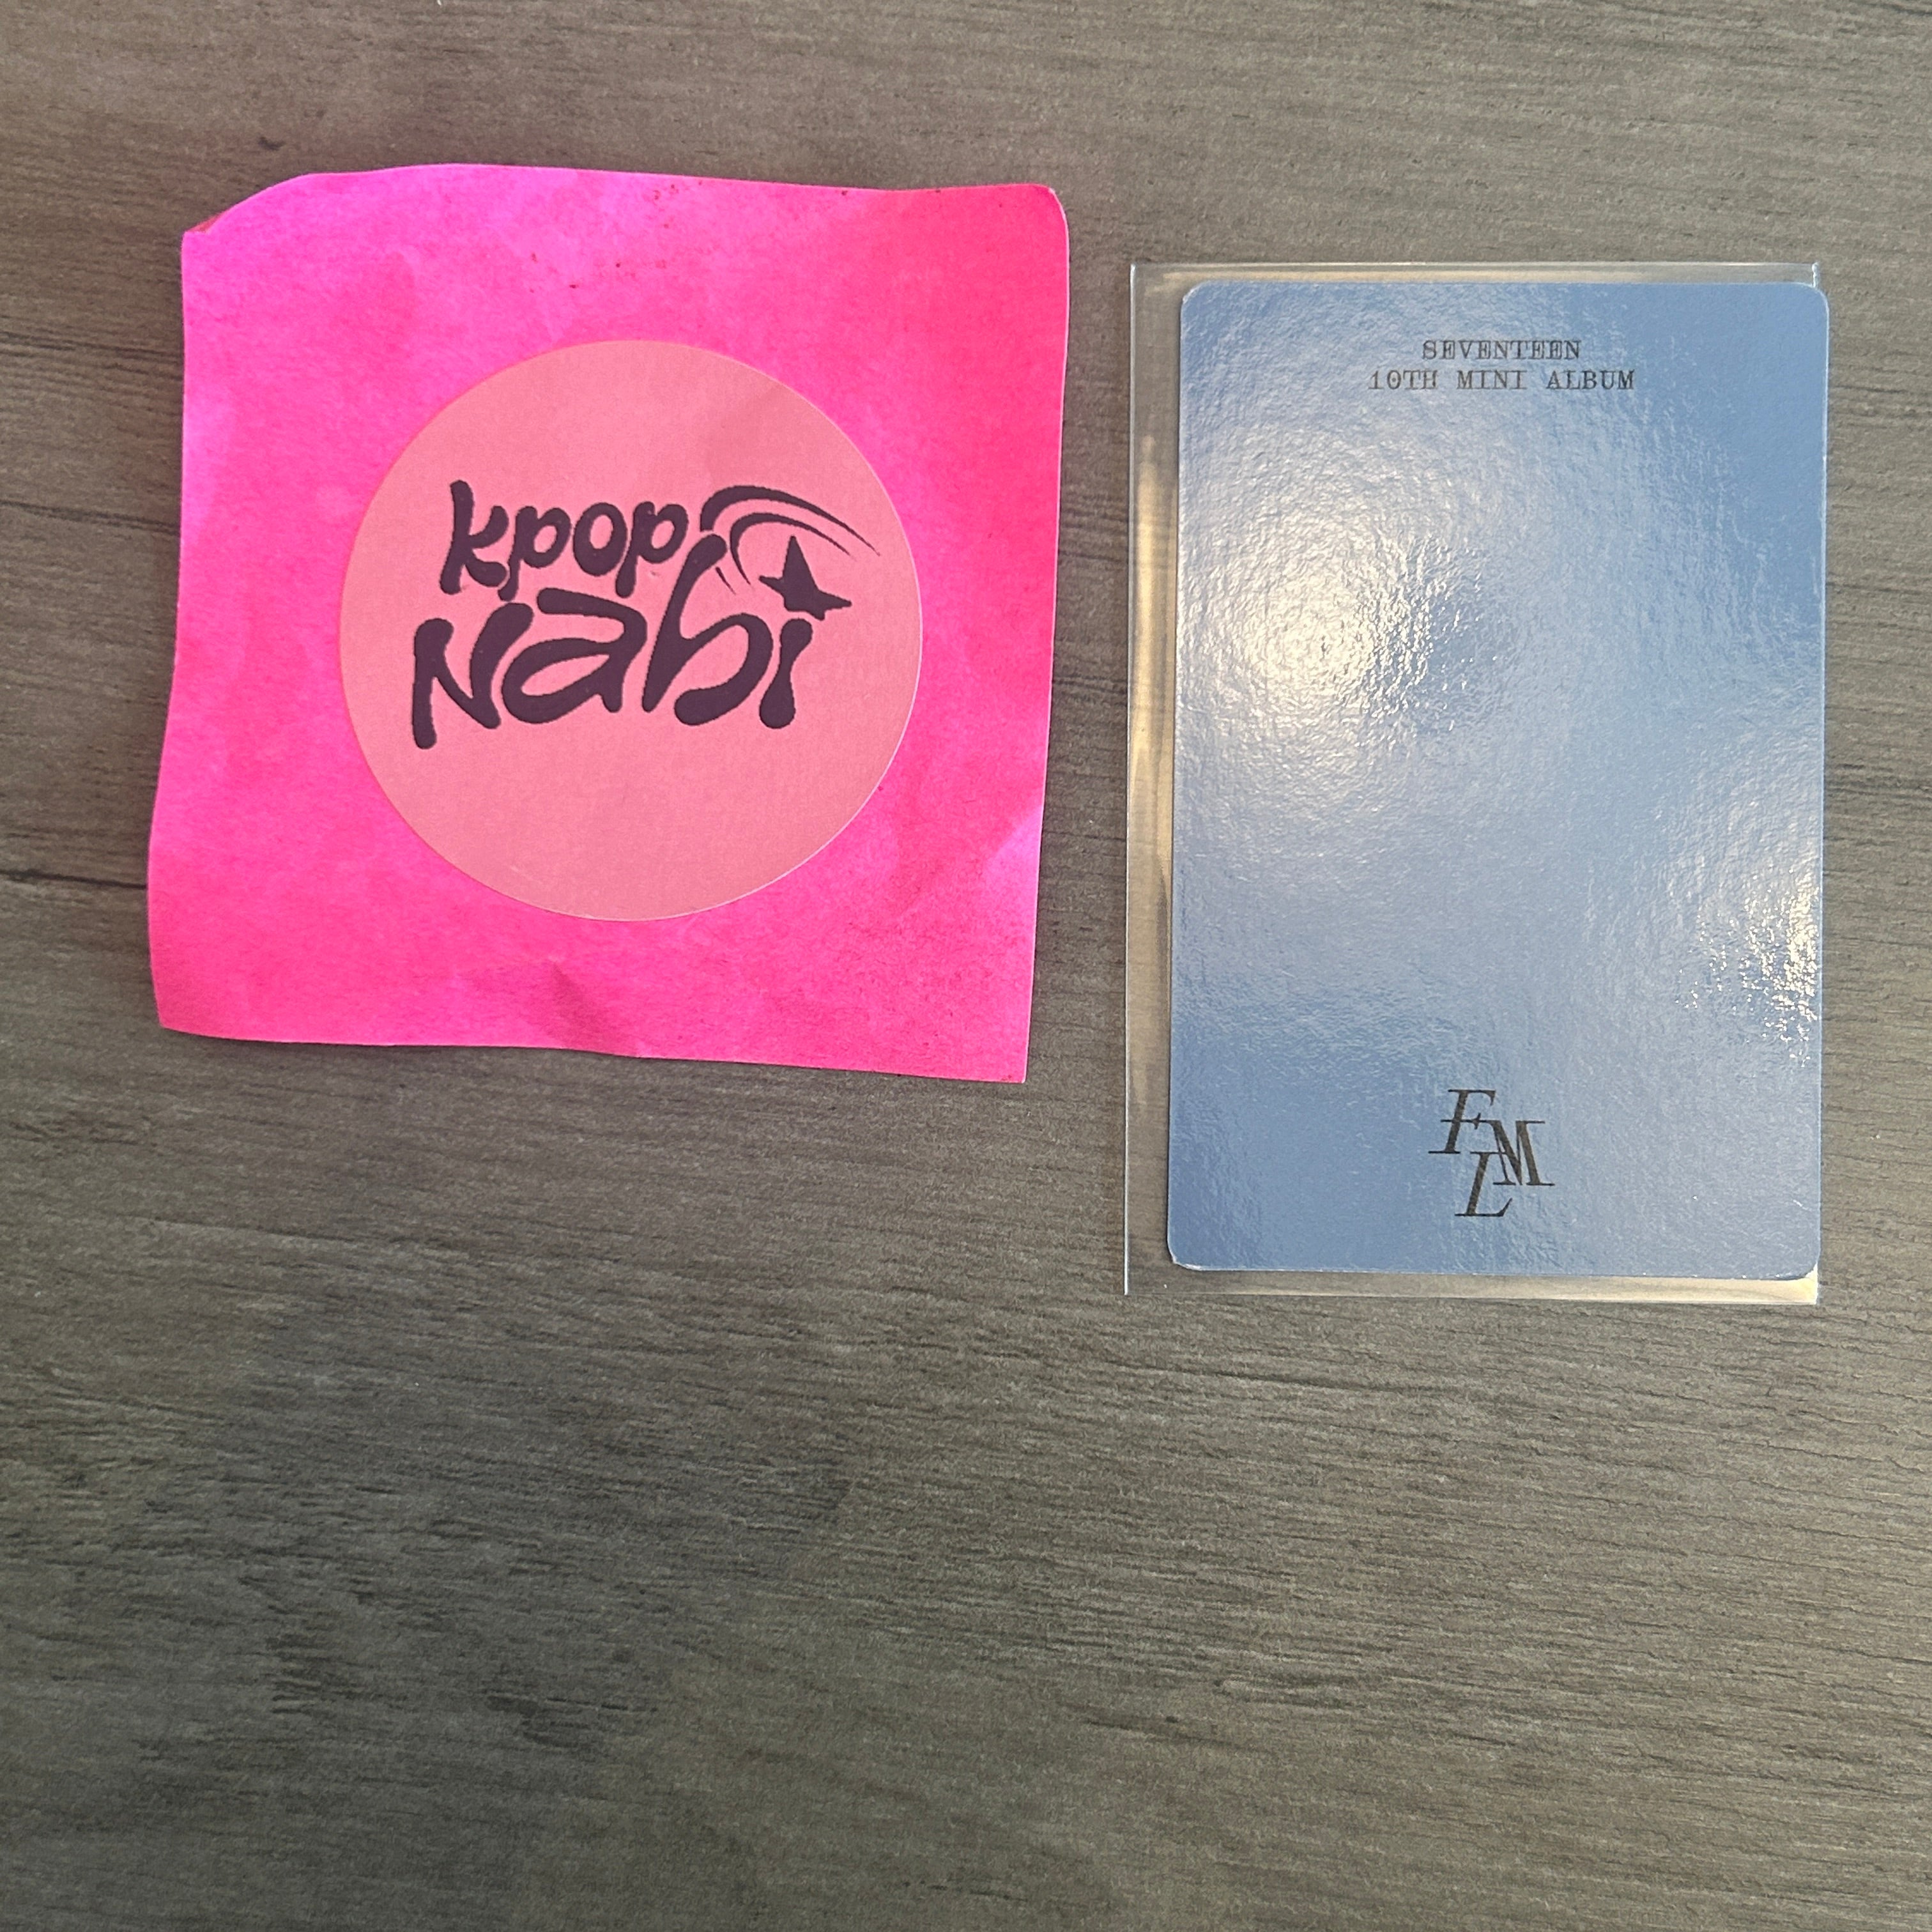 kpop
Nabi
SEVENTEEN
10TH MINI ALBUM
FML